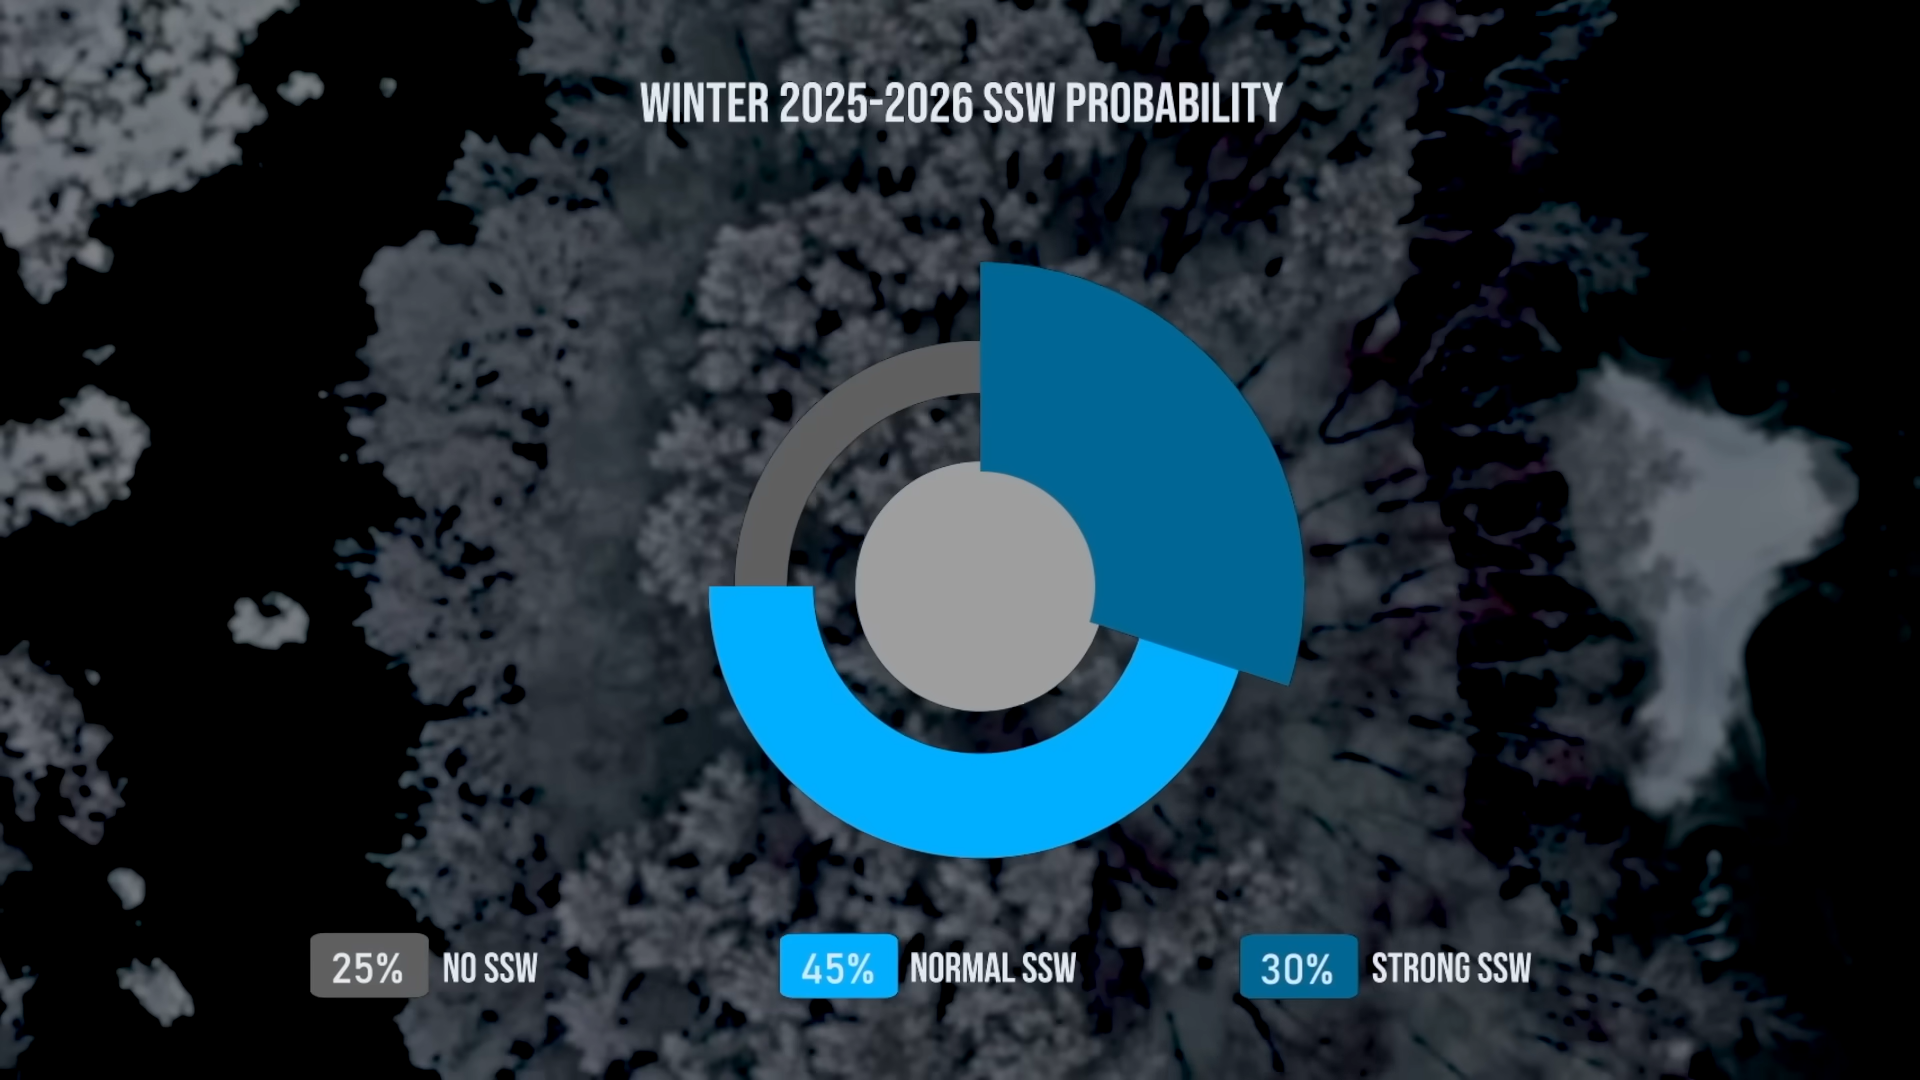 WINTER 2025-2026 SSW PROBABILITY
25% NO SSW
45% NORMAL SSW
30% STRONG SSW